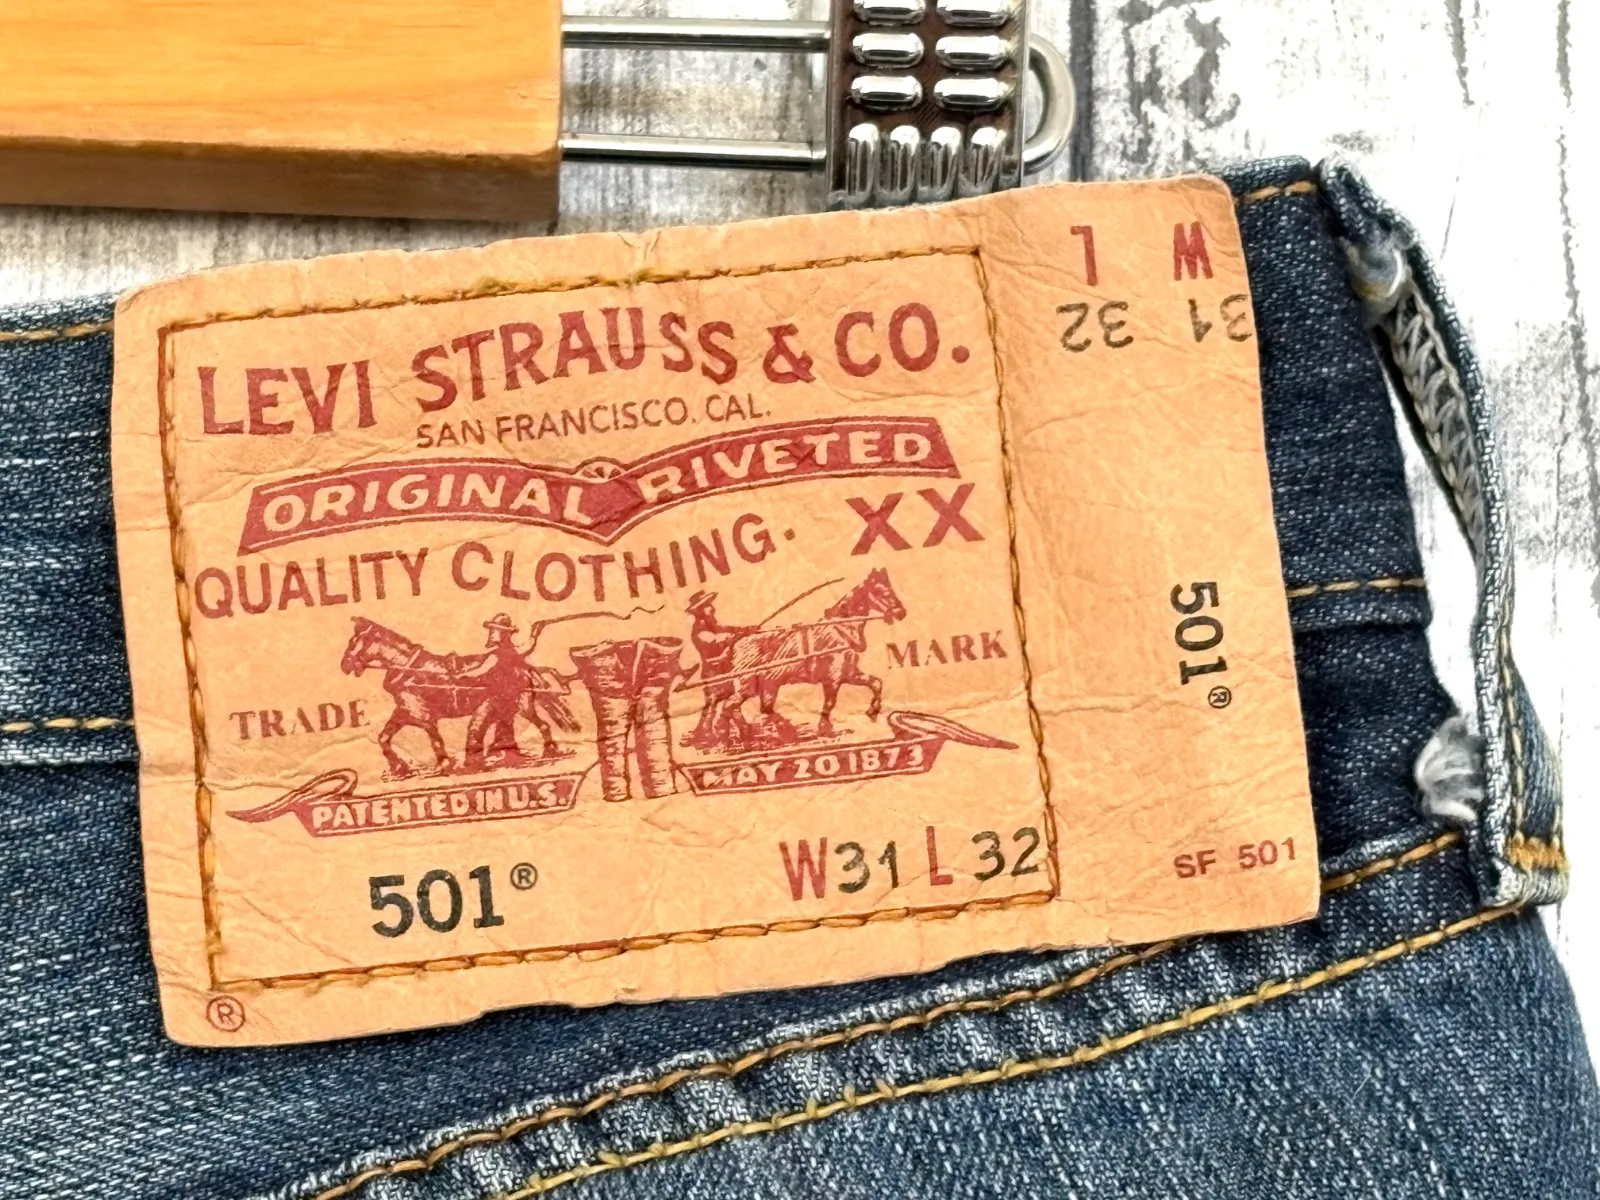 LEVI STRAUSS & CO.
SAN FRANCISCO, CAL.
ORIGINAL RIVETED
QUALITY CLOTHING. XX
TRADE MARK
PATENTED IN U.S. MAY 20 1873
501® W31 L32
®
W L
31 32
501®
SF 501